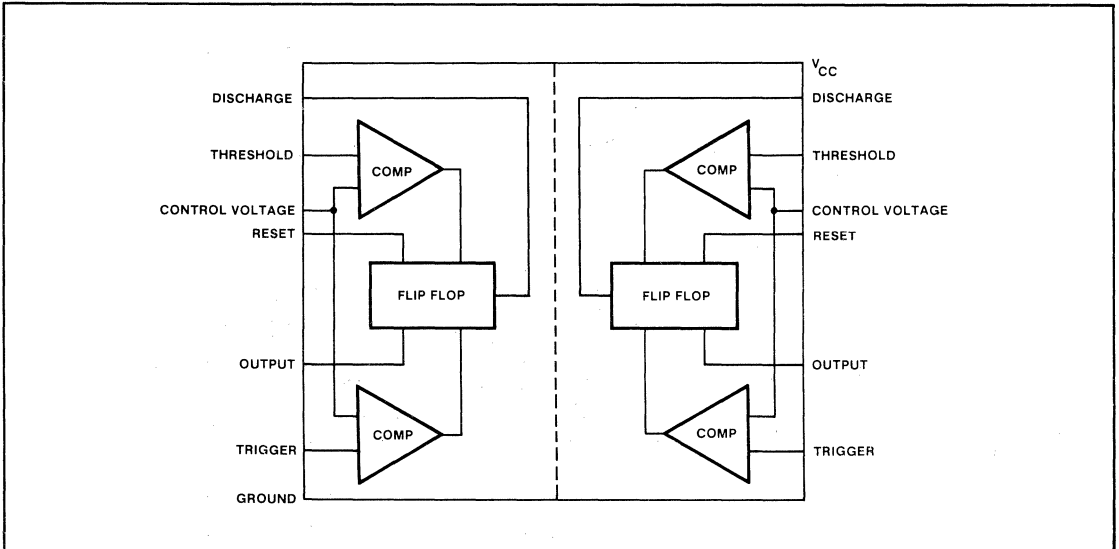 DISCHARGE
THRESHOLD
CONTROL VOLTAGE
RESET
OUTPUT
TRIGGER
GROUND
COMP
FLIP FLOP
COMP
COMP
FLIP FLOP
COMP
VCC
DISCHARGE
THRESHOLD
CONTROL VOLTAGE
RESET
OUTPUT
TRIGGER